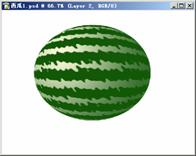 西瓜1.psd @ 66.7% (Layer 2, RGB/8)